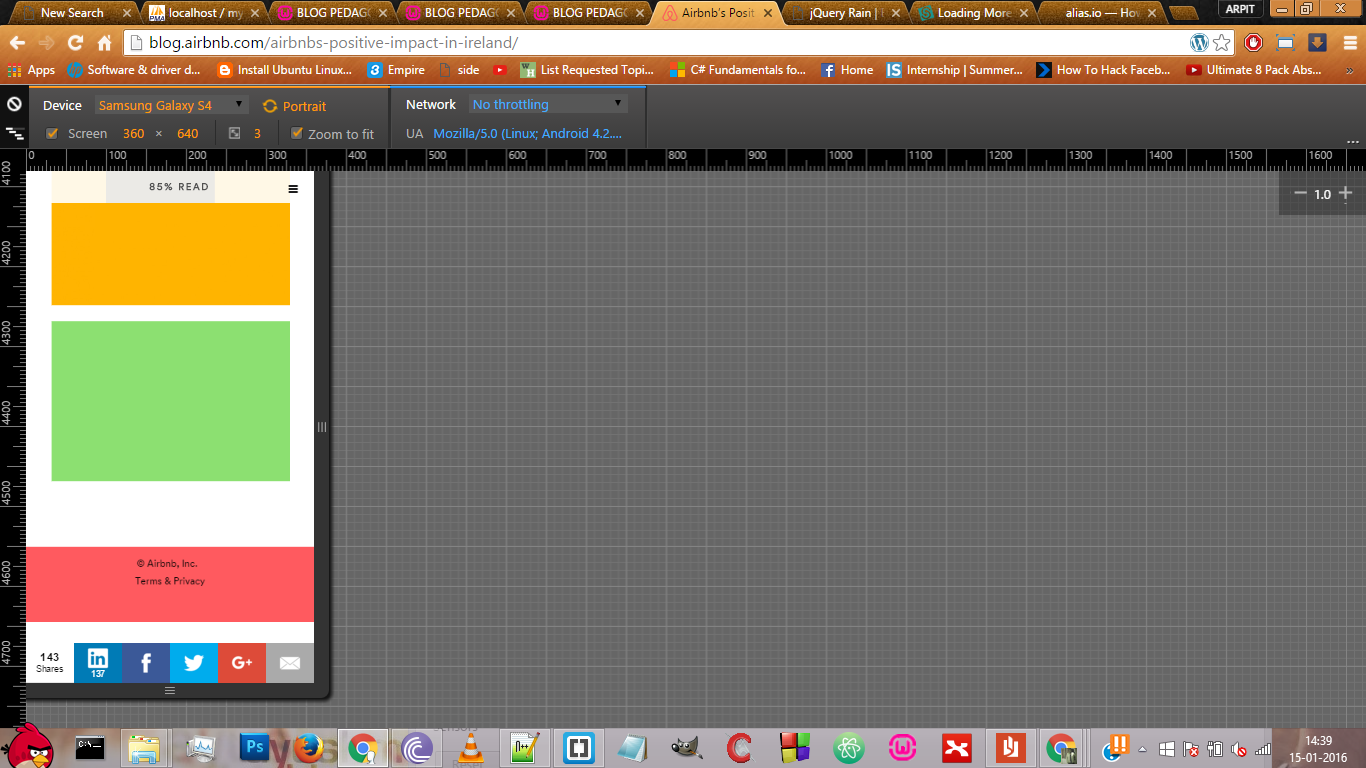 New Search
localhost / my
BLOG PEDAGO
BLOG PEDAGO
BLOG PEDAGO
Airbnb's Posit
jQuery Rain |
Loading More
alias.io — How
ARPIT
blog.airbnb.com/airbnbs-positive-impact-in-ireland/
Apps
Software & driver d...
Install Ubuntu Linux...
Empire
side
List Requested Topi...
C# Fundamentals fo...
Home
Internship | Summer...
How To Hack Faceb...
Ultimate 8 Pack Abs...
»
Device Samsung Galaxy S4 Portrait
Network No throttling
Screen 360 × 640 3 Zoom to fit
UA Mozilla/5.0 (Linux; Android 4.2....
...
0 100 200 300 400 500 600 700 800 900 1000 1100 1200 1300 1400 1500 1600
4100
4200
4300
4400
4500
4600
4700
85% READ
1.0
© Airbnb, Inc.
Terms & Privacy
143
Shares
in
137
f
G+
C:\
Ps
N++
14:39
15-01-2016